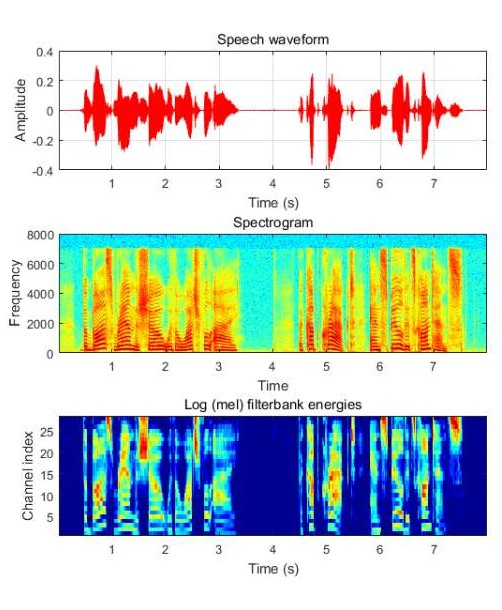 Speech waveform
0.4
0.2
0
-0.2
-0.4
Amplitude
1 2 3 4 5 6 7
Time (s)
Spectrogram
8000
6000
4000
2000
0
Frequency
1 2 3 4 5 6 7
Time
Log (mel) filterbank energies
25
20
15
10
5
Channel index
1 2 3 4 5 6 7
Time (s)